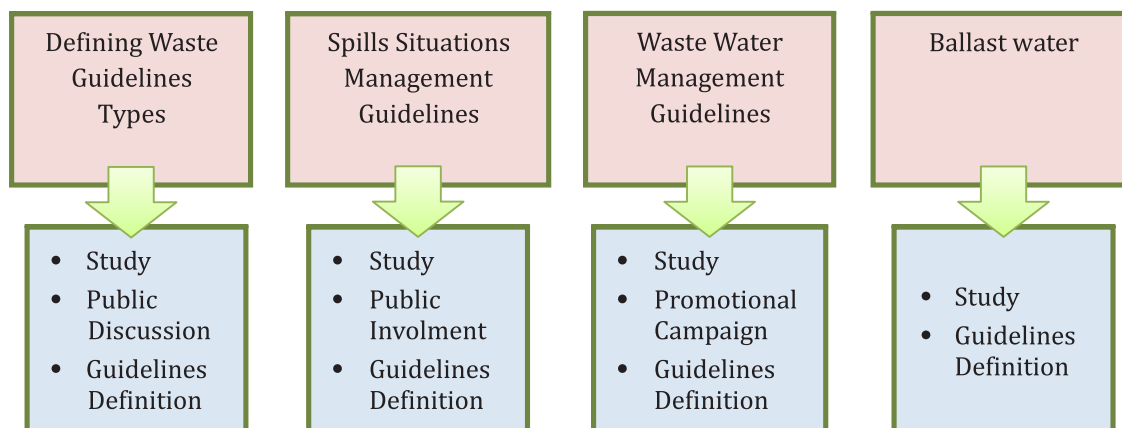 Defining Waste
Guidelines
Types
Spills Situations
Management
Guidelines
Waste Water
Management
Guidelines
Ballast water
• Study
• Public
Discussion
• Guidelines
Definition
• Study
• Public
Involment
• Guidelines
Definition
• Study
• Promotional
Campaign
• Guidelines
Definition
• Study
• Guidelines
Definition